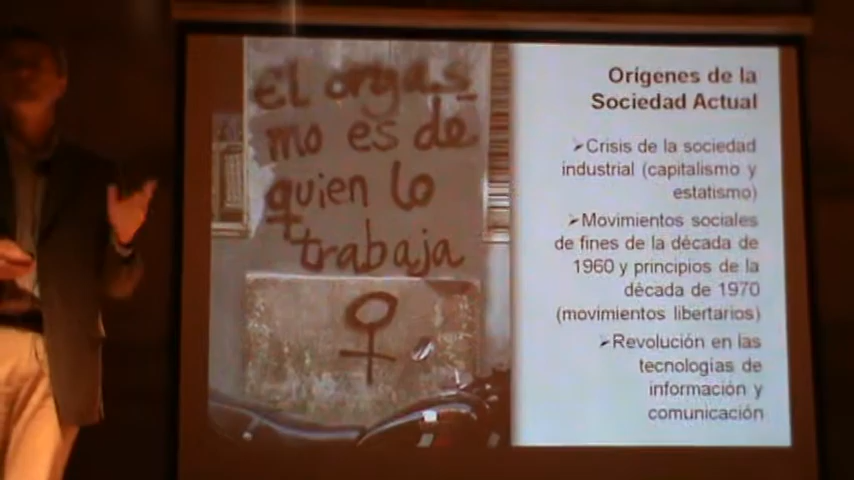 El orgas_
mo es de
quien lo
trabaja
Orígenes de la
Sociedad Actual
➢Crisis de la sociedad
industrial (capitalismo y
estatismo)
➢Movimientos sociales
de fines de la década de
1960 y principios de la
década de 1970
(movimientos libertarios)
➢Revolución en las
tecnologías de
información y
comunicación